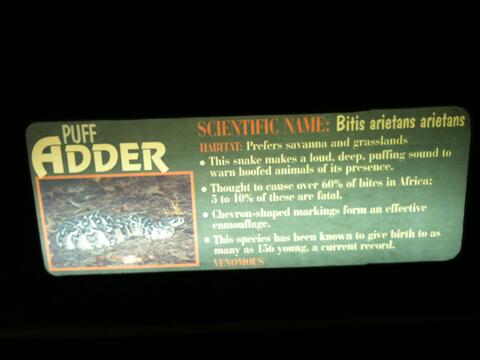 PUFF
ADDER
SCIENTIFIC NAME: Bitis arietans arietans
HABITAT: Prefers savanna and grasslands
• This snake makes a loud, deep, puffing sound to
warn hoofed animals of its presence.
• Thought to cause over 60% of bites in Africa;
5 to 10% of these are fatal.
• Chevron-shaped markings form an effective
camouflage.
• This species has been known to give birth to as
many as 156 young, a current record.
VENOMOUS